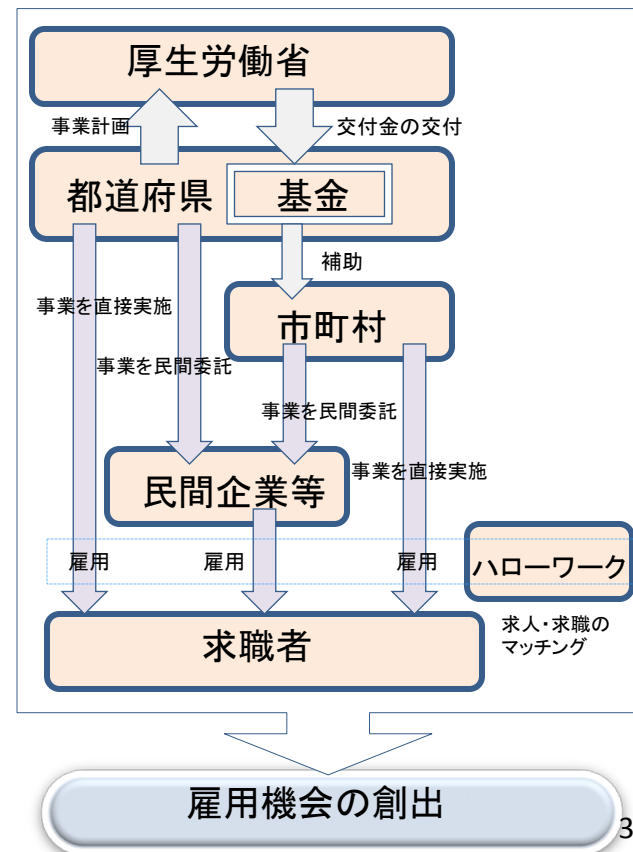 厚生労働省
事業計画
交付金の交付
都道府県
基金
補助
事業を直接実施
市町村
事業を民間委託
事業を民間委託
事業を直接実施
民間企業等
雇用
雇用
雇用
ハローワーク
求職者
求人・求職の
マッチング
雇用機会の創出
3